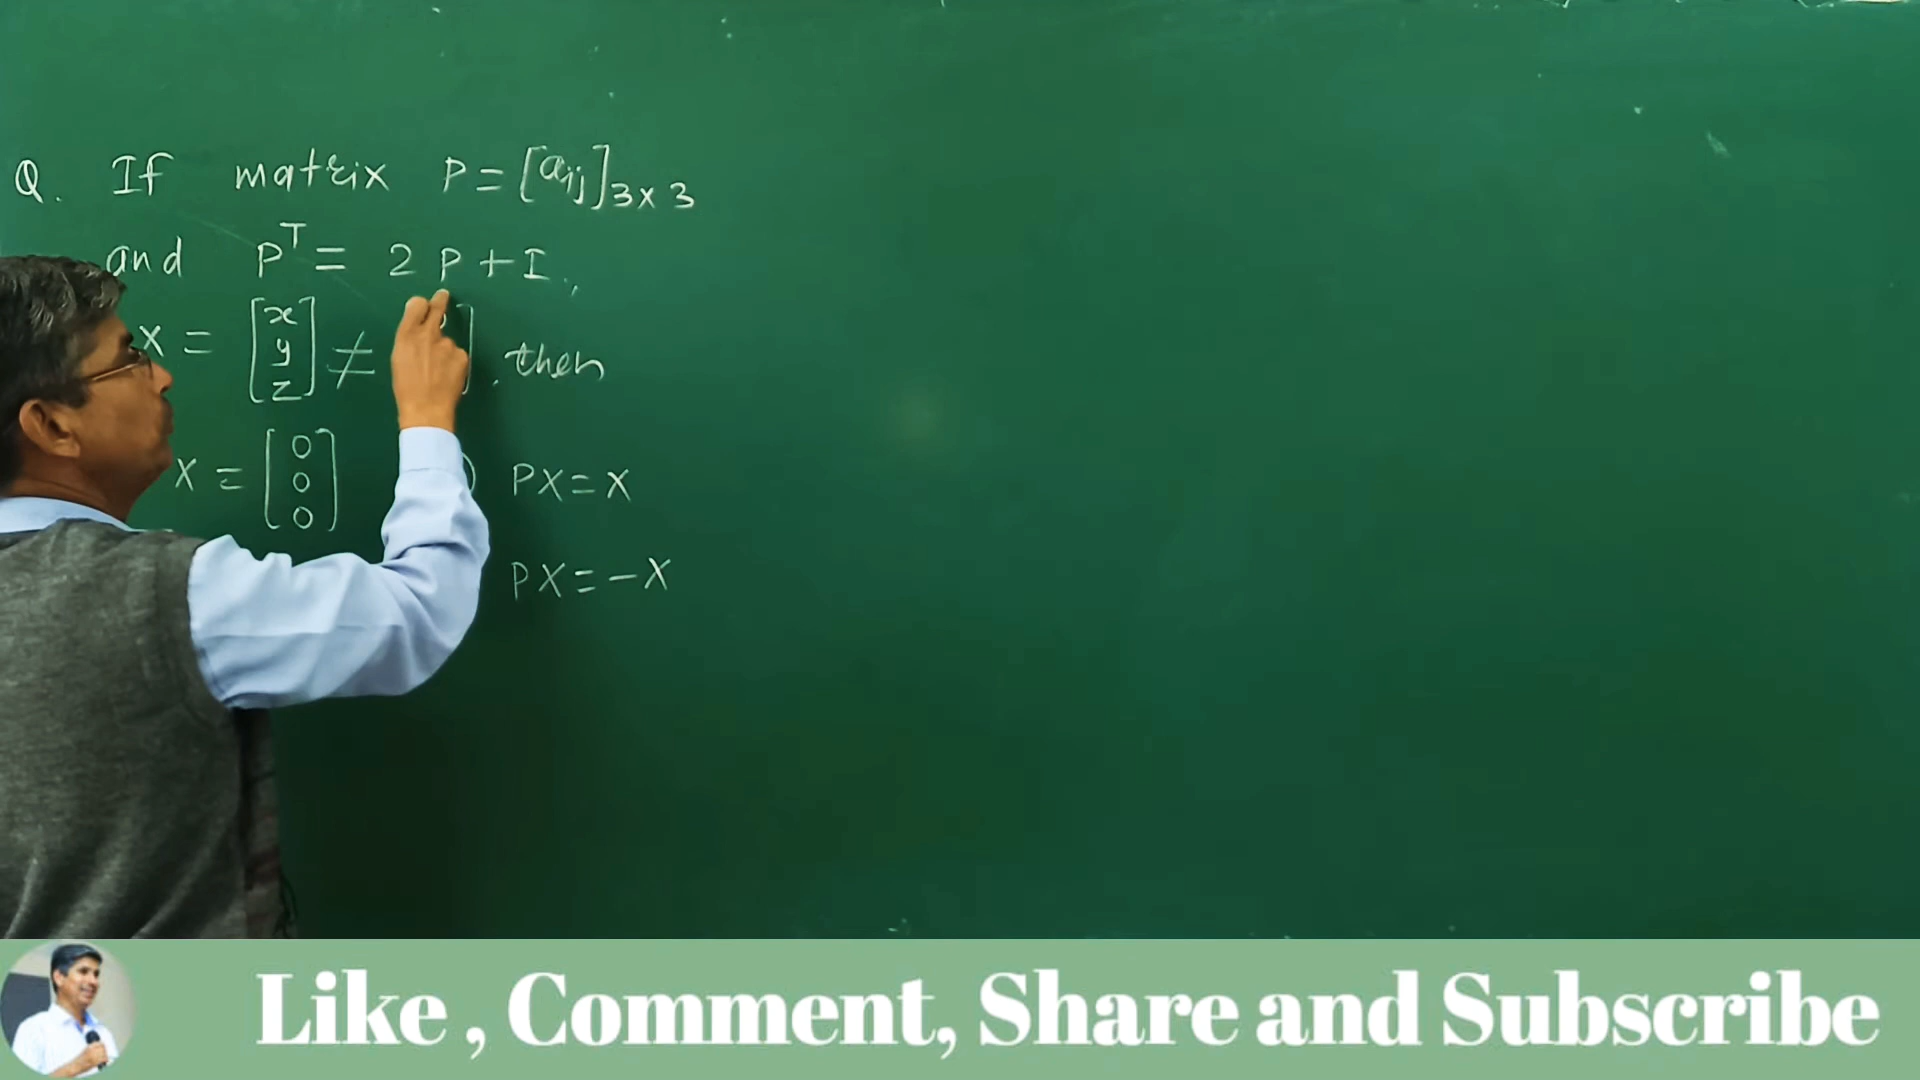 Q. If matrix P = [aij]3x3
and P^T = 2P + I,
X = [x y z] ≠ , then
X = [0 0 0] ) PX = X
PX = -X
Like , Comment, Share and Subscribe